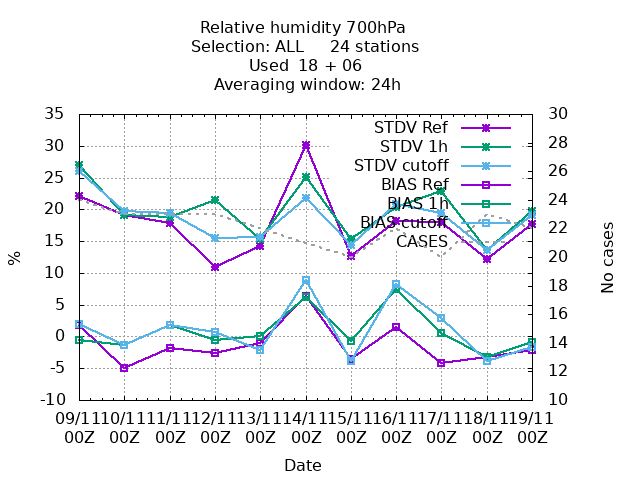 Relative humidity 700hPa
Selection: ALL 24 stations
Used 18 + 06
Averaging window: 24h
35
30
25
20
15
10
5
0
-5
-10
%
30
28
26
24
22
20
18
16
14
12
10
No cases
STDV Ref
STDV 1h
STDV cutoff
BIAS Ref
BIAS 1h
BIAS cutoff
CASES
09/11 10/11 11/11 12/11 13/11 14/11 15/11 16/11 17/11 18/11 19/11
00Z 00Z 00Z 00Z 00Z 00Z 00Z 00Z 00Z 00Z 00Z
Date